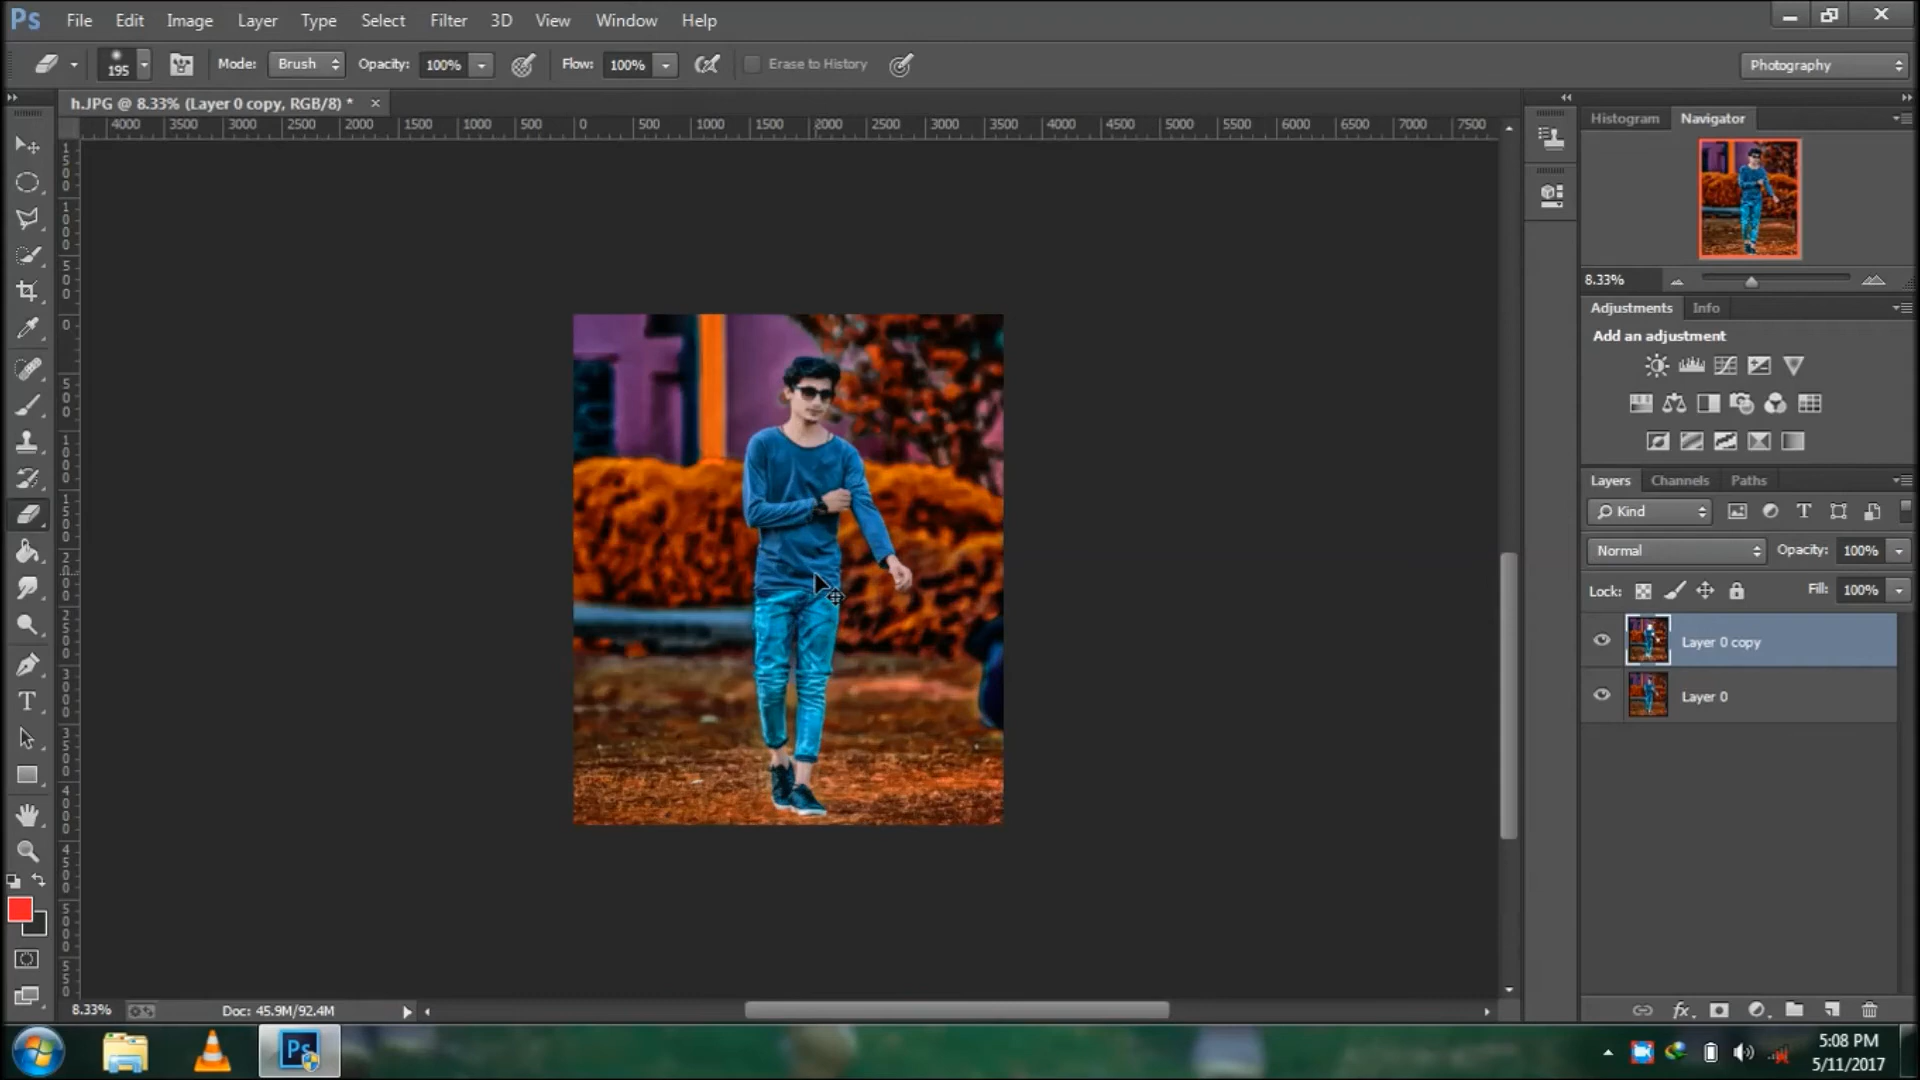 Ps File Edit Image Layer Type Select Filter 3D View Window Help
195 Mode: Brush Opacity: 100% Flow: 100% Erase to History Photography
h.JPG @ 8.33% (Layer 0 copy, RGB/8) *
4000 3500 3000 2500 2000 1500 1000 500 0 500 1000 1500 2000 2500 3000 3500 4000 4500 5000 5500 6000 6500 7000 7500
Histogram Navigator
8.33%
Adjustments Info
Add an adjustment
Layers Channels Paths
Kind
Normal Opacity: 100%
Lock: Fill: 100%
Layer 0 copy
Layer 0
8.33% Doc: 45.9M/92.4M
Ps
5:08 PM
5/11/2017